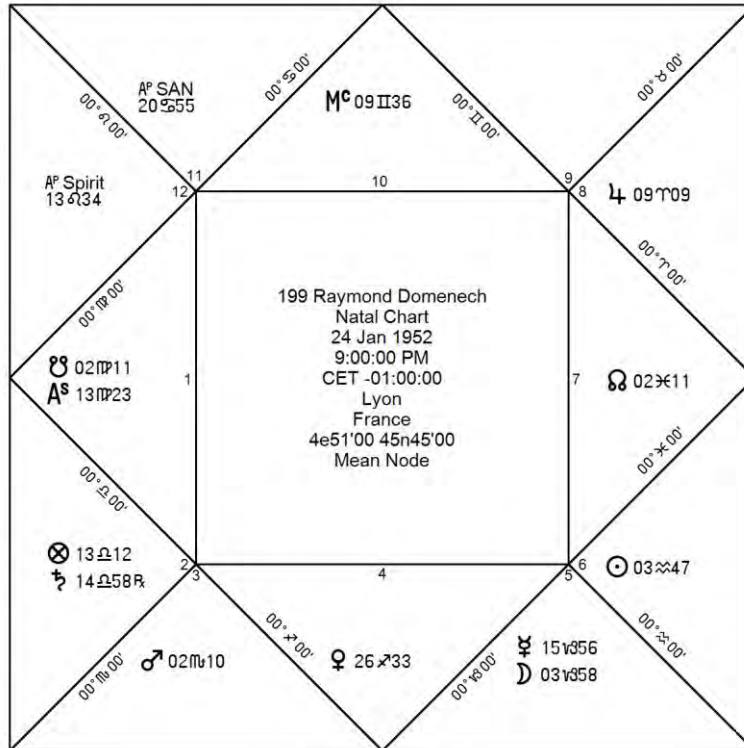 00°♋00'
00°♊00'
00°♌00'
00°♉00'
Aᴾ SAN
20♋55
Mᶜ 09♊36
11
12
10
9
8
Aᴾ Spirit
13♌34
♃ 09♈09
00°♍00'
00°♈00'
199 Raymond Domenech
Natal Chart
24 Jan 1952
9:00:00 PM
CET -01:00:00
Lyon
France
4e51'00 45n45'00
Mean Node
☋ 02♍11
Aˢ 13♍23
1
7
☊ 02♓11
00°♎00'
00°♓00'
⊗ 13♎12
♄ 14♎58℞
2
3
4
6
5
☉ 03♒47
♂ 02♏10
♀ 26♐33
☿ 15♑56
☽ 03♑58
00°♏00'
00°♐00'
00°♑00'
00°♒00'